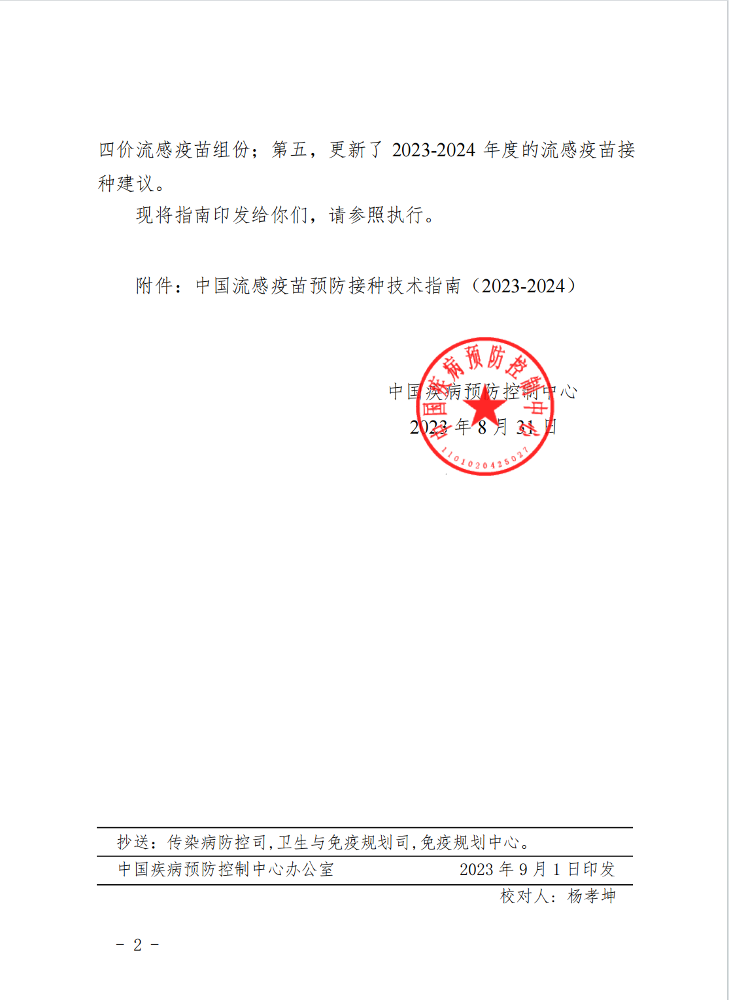 四价流感疫苗组份；第五，更新了 2023-2024 年度的流感疫苗接
种建议。
现将指南印发给你们，请参照执行。
附件：中国流感疫苗预防接种技术指南（2023-2024）
中国疾病预防控制中心
2023 年 8 月 31 日
中国疾病预防控制中心
1101020425027
抄送：传染病防控司,卫生与免疫规划司,免疫规划中心。
中国疾病预防控制中心办公室 2023 年 9 月 1 日印发
校对人：杨孝坤
- 2 -